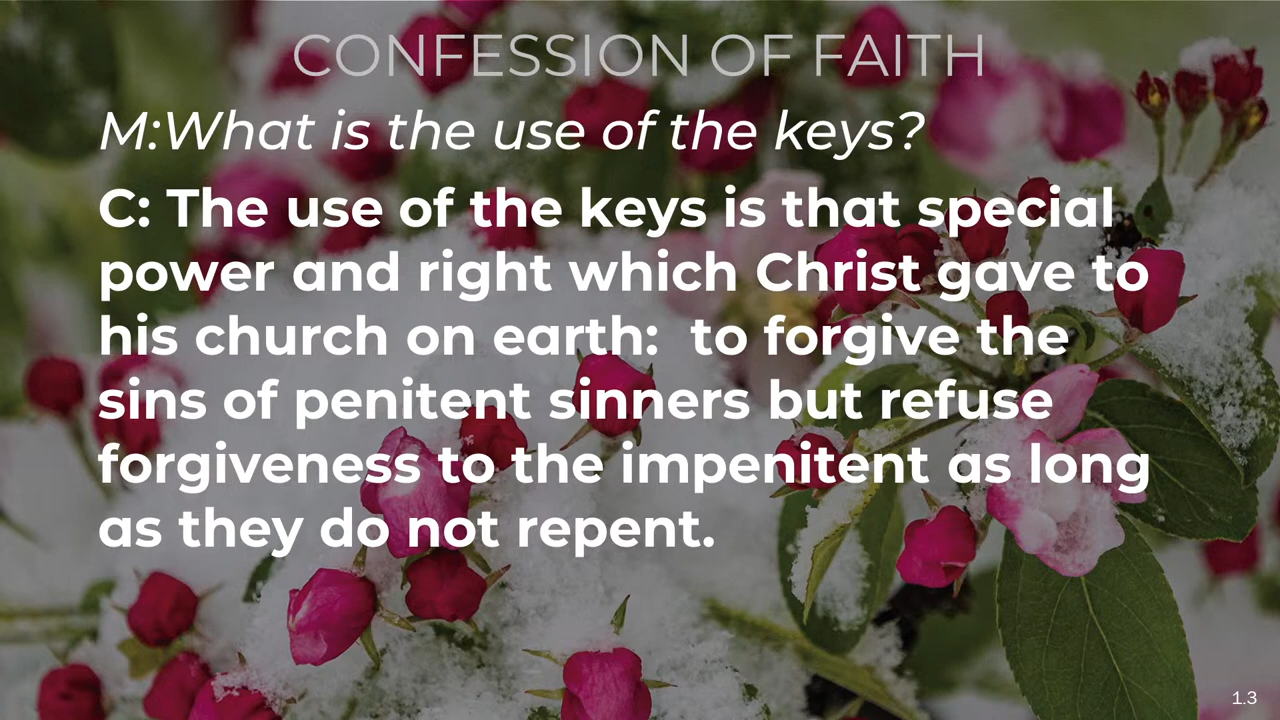 CONFESSION OF FAITH
M:What is the use of the keys?
C: The use of the keys is that special
power and right which Christ gave to
his church on earth:  to forgive the
sins of penitent sinners but refuse
forgiveness to the impenitent as long
as they do not repent.
1.3